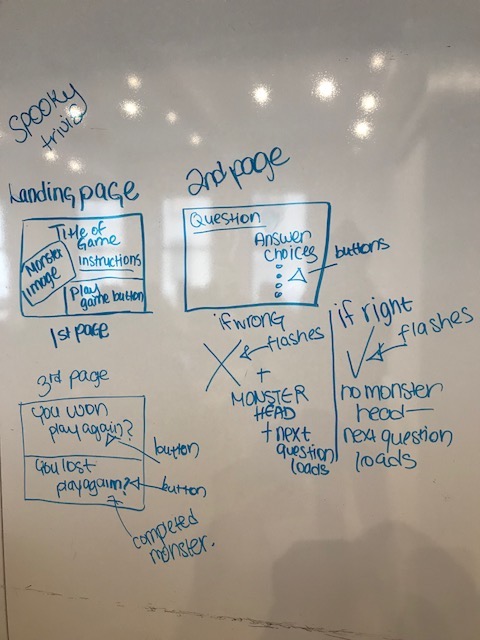 Spooky
trivia
Landing page
Title of
Game
Monster
Image
instructions
Play
game button
1st page
2nd page
Question
Answer
Choices
buttons
if wrong
flashes
+
MONSTER
HEAD
+ next
question
loads
if right
flashes
no monster
head—
next question
loads
3rd page
You won
play again?
button
You lost
play again?
button
completed
monster.